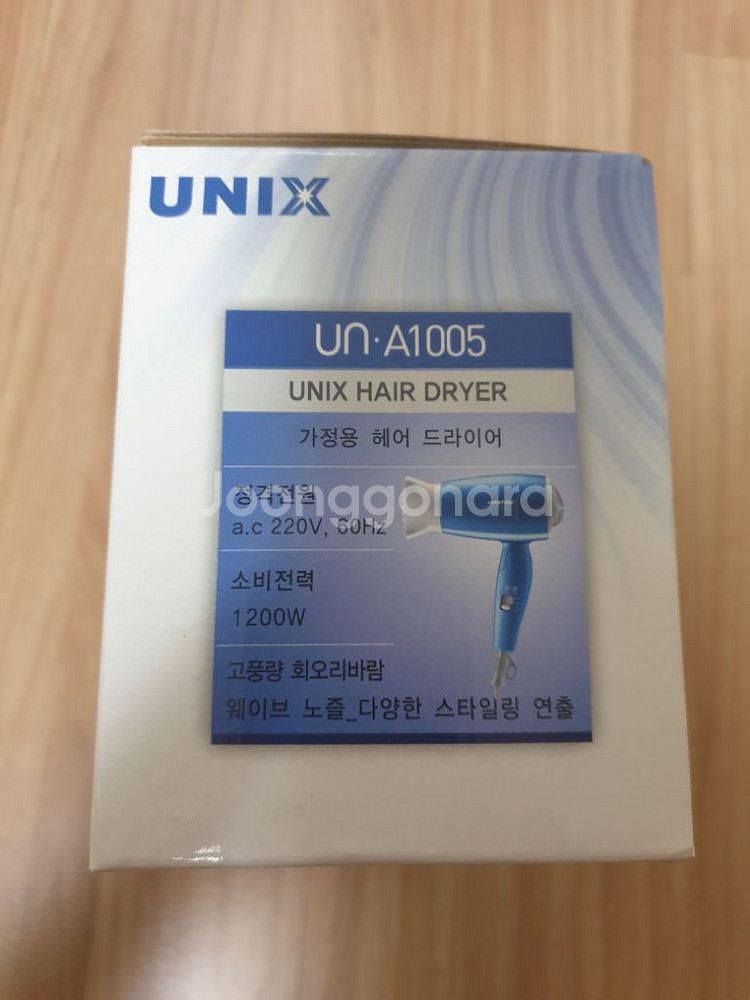 UNIX
un·A1005
UNIX HAIR DRYER
가정용 헤어 드라이어
정격전원
Joonggonara
a.c 220V, 60Hz
소비전력
1200W
고풍량 회오리바람
웨이브 노즐_다양한 스타일링 연출